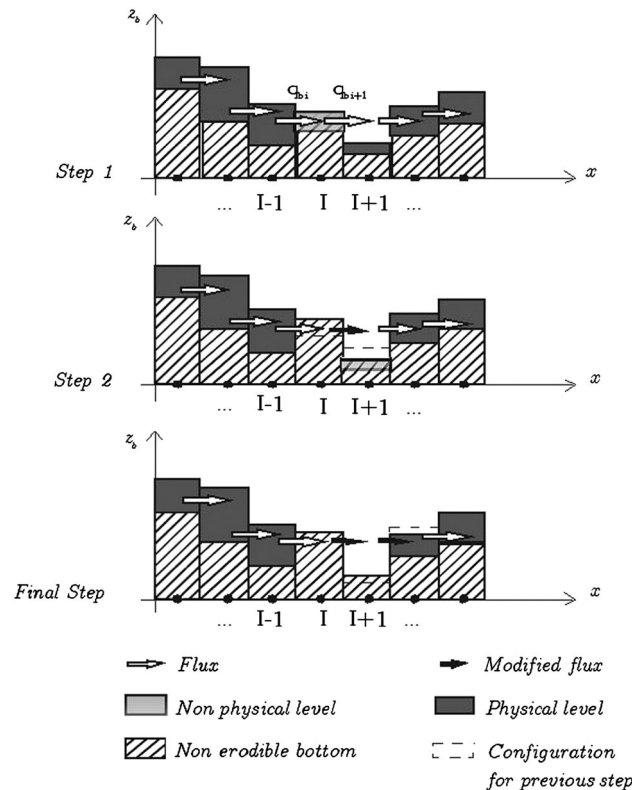 z_b
q_bi q_bi+1
Step 1
x
... I-1 I I+1 ...
z_b
Step 2
x
... I-1 I I+1 ...
z_b
Final Step
x
... I-1 I I+1 ...
Flux
Modified flux
Non physical level
Physical level
Non erodible bottom
Configuration
for previous step